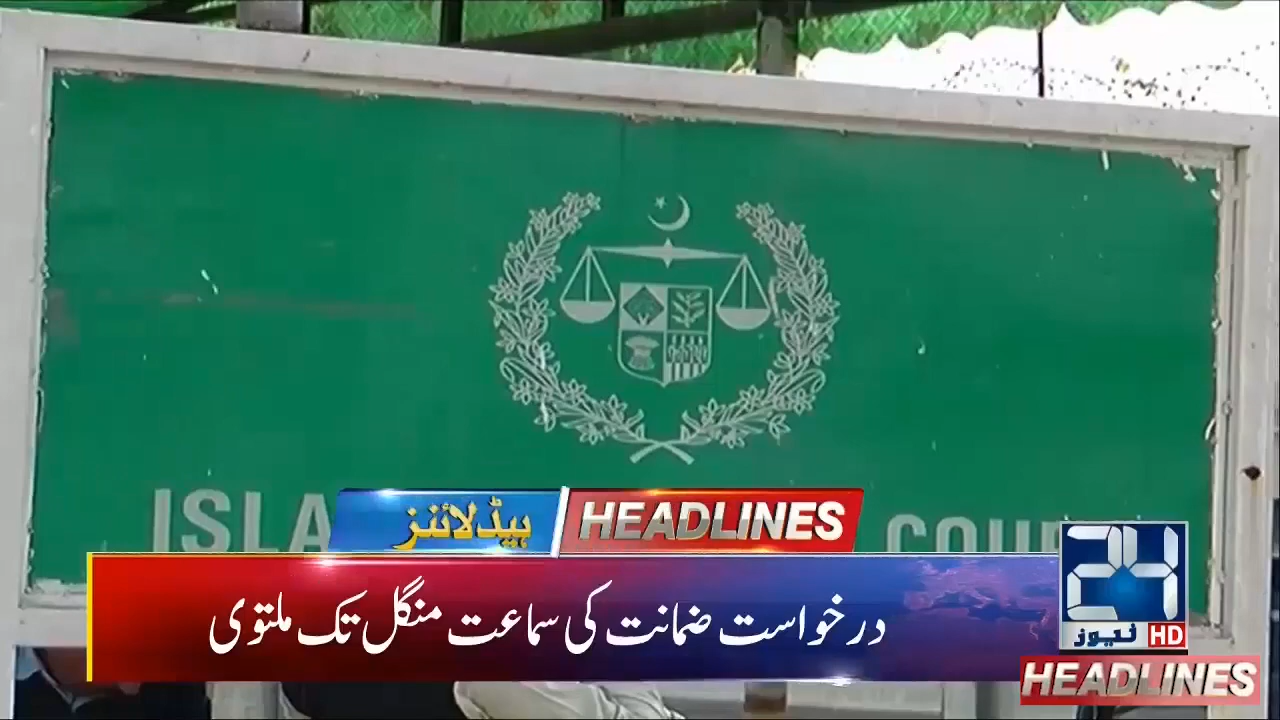 ISLA
COU
ہیڈلائنز HEADLINES
درخواست ضمانت کی سماعت منگل تک ملتوی
24
نیوز HD
HEADLINES